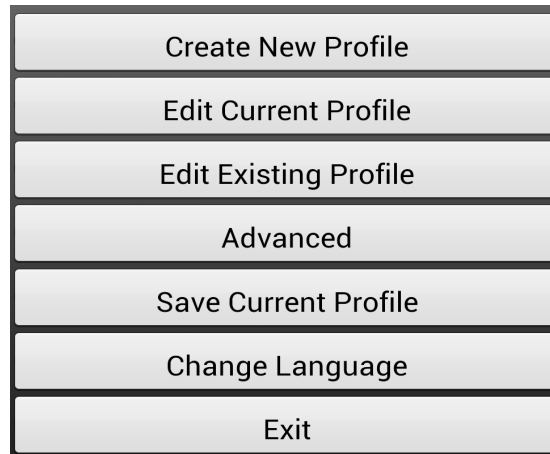 Create New Profile
Edit Current Profile
Edit Existing Profile
Advanced
Save Current Profile
Change Language
Exit